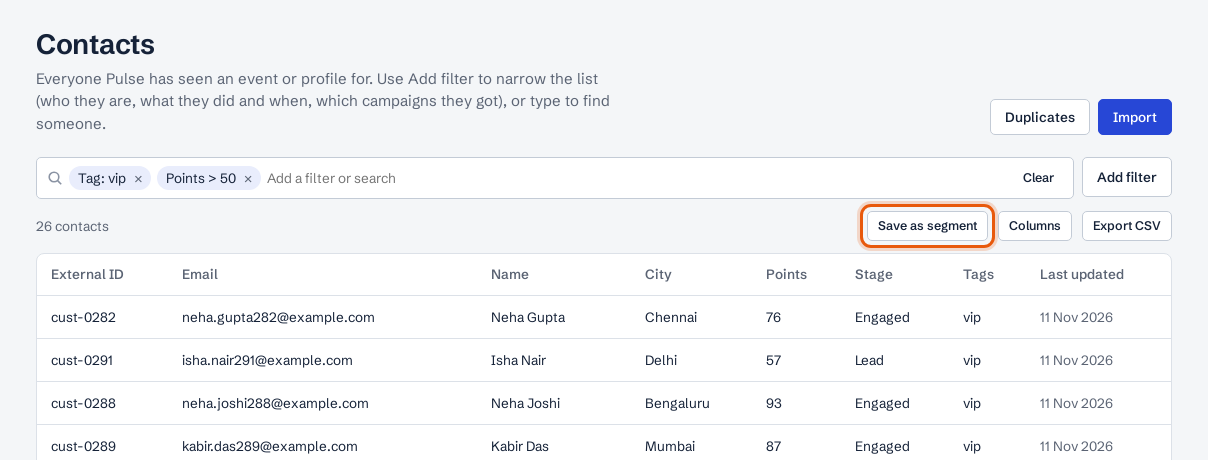 Contacts
Everyone Pulse has seen an event or profile for. Use Add filter to narrow the list
(who they are, what they did and when, which campaigns they got), or type to find
someone.
Duplicates Import
Tag: vip × Points > 50 × Add a filter or search Clear Add filter
26 contacts Save as segment Columns Export CSV
External ID Email Name City Points Stage Tags Last updated
cust-0282 neha.gupta282@example.com Neha Gupta Chennai 76 Engaged vip 11 Nov 2026
cust-0291 isha.nair291@example.com Isha Nair Delhi 57 Lead vip 11 Nov 2026
cust-0288 neha.joshi288@example.com Neha Joshi Bengaluru 93 Engaged vip 11 Nov 2026
cust-0289 kabir.das289@example.com Kabir Das Mumbai 87 Engaged vip 11 Nov 2026